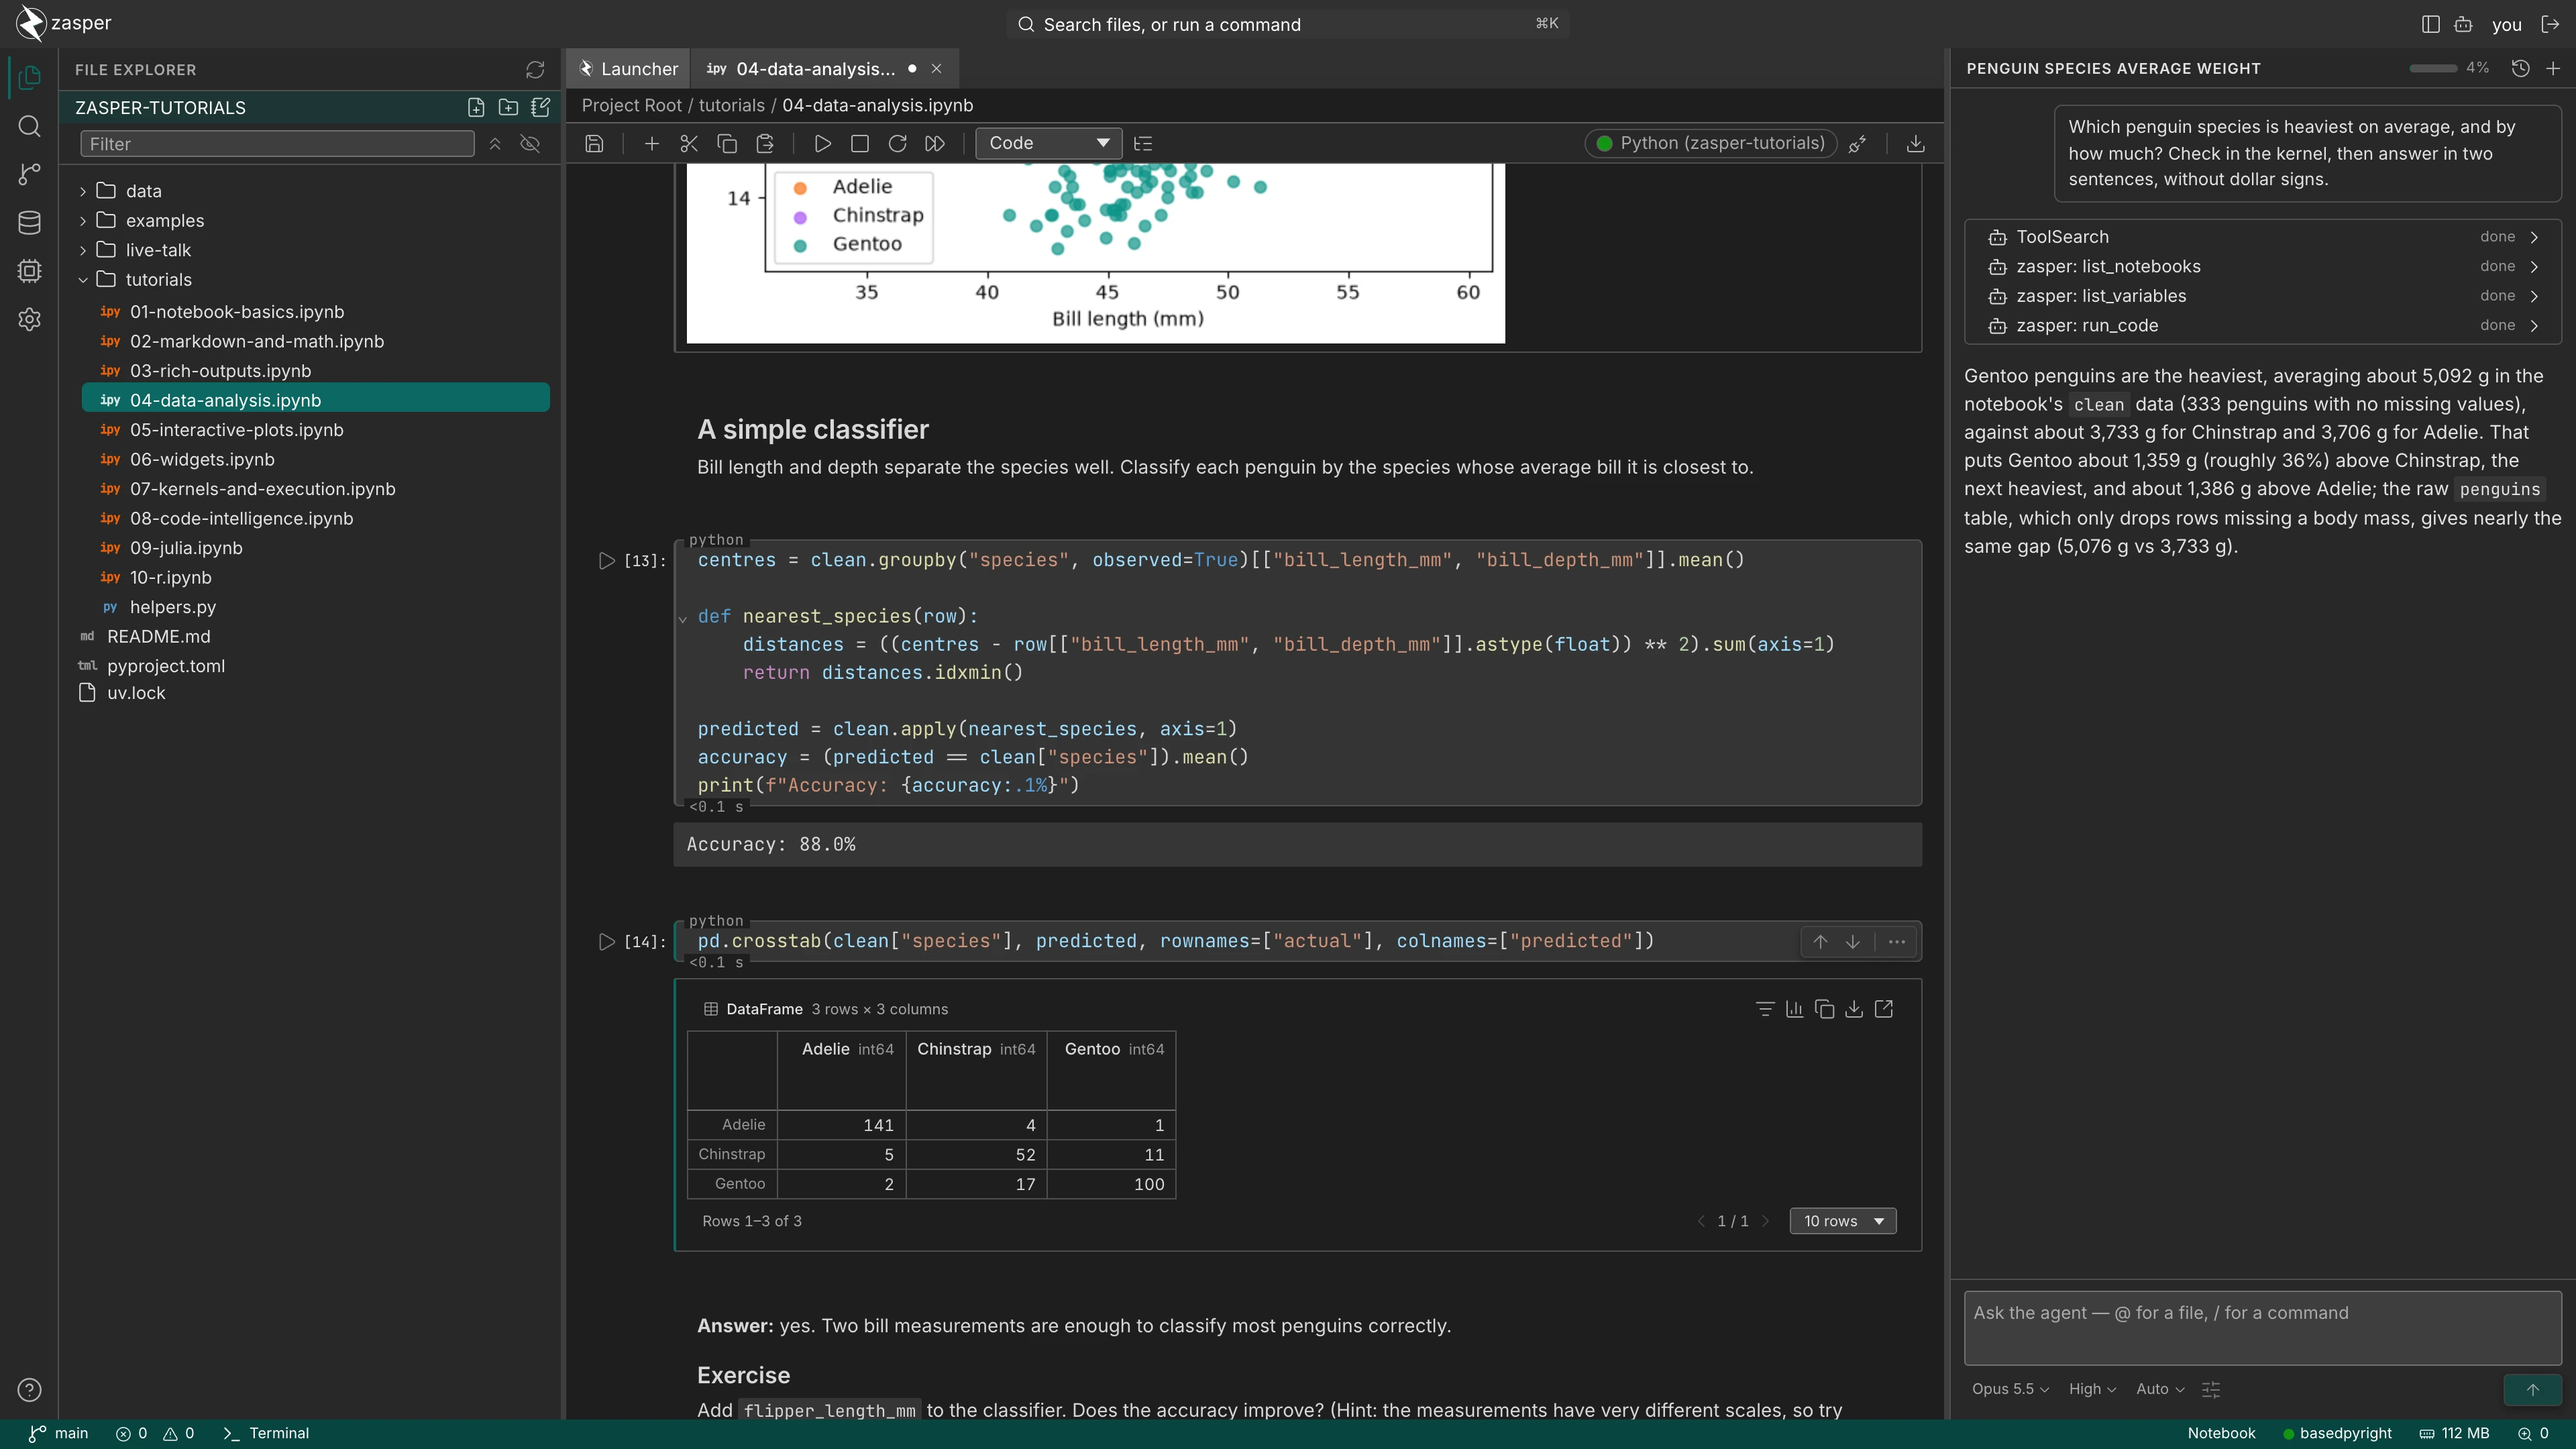 zasper
Search files, or run a command
⌘K
you
FILE EXPLORER
ZASPER-TUTORIALS
Filter
data
examples
live-talk
tutorials
ipy 01-notebook-basics.ipynb
ipy 02-markdown-and-math.ipynb
ipy 03-rich-outputs.ipynb
ipy 04-data-analysis.ipynb
ipy 05-interactive-plots.ipynb
ipy 06-widgets.ipynb
ipy 07-kernels-and-execution.ipynb
ipy 08-code-intelligence.ipynb
ipy 09-julia.ipynb
ipy 10-r.ipynb
py helpers.py
md README.md
tml pyproject.toml
uv.lock
Launcher
ipy 04-data-analysis...
Project Root / tutorials / 04-data-analysis.ipynb
Code
Python (zasper-tutorials)
14
Adelie
Chinstrap
Gentoo
35 40 45 50 55 60
Bill length (mm)
A simple classifier
Bill length and depth separate the species well. Classify each penguin by the species whose average bill it is closest to.
python
[13]:
centres = clean.groupby("species", observed=True)[["bill_length_mm", "bill_depth_mm"]].mean()
def nearest_species(row):
distances = ((centres - row[["bill_length_mm", "bill_depth_mm"]].astype(float)) ** 2).sum(axis=1)
return distances.idxmin()
predicted = clean.apply(nearest_species, axis=1)
accuracy = (predicted == clean["species"]).mean()
print(f"Accuracy: {accuracy:.1%}")
<0.1 s
Accuracy: 88.0%
python
[14]:
pd.crosstab(clean["species"], predicted, rownames=["actual"], colnames=["predicted"])
<0.1 s
DataFrame 3 rows × 3 columns
Adelie int64 Chinstrap int64 Gentoo int64
Adelie 141 4 1
Chinstrap 5 52 11
Gentoo 2 17 100
Rows 1–3 of 3
1 / 1
10 rows
Answer: yes. Two bill measurements are enough to classify most penguins correctly.
Exercise
Add flipper_length_mm to the classifier. Does the accuracy improve? (Hint: the measurements have very different scales, so try
PENGUIN SPECIES AVERAGE WEIGHT
4%
Which penguin species is heaviest on average, and by
how much? Check in the kernel, then answer in two
sentences, without dollar signs.
ToolSearch done
zasper: list_notebooks done
zasper: list_variables done
zasper: run_code done
Gentoo penguins are the heaviest, averaging about 5,092 g in the
notebook's clean data (333 penguins with no missing values),
against about 3,733 g for Chinstrap and 3,706 g for Adelie. That
puts Gentoo about 1,359 g (roughly 36%) above Chinstrap, the
next heaviest, and about 1,386 g above Adelie; the raw penguins
table, which only drops rows missing a body mass, gives nearly the
same gap (5,076 g vs 3,733 g).
Ask the agent — @ for a file, / for a command
Opus 5.5 High Auto
main
0 0
Terminal
Notebook
basedpyright
112 MB
0